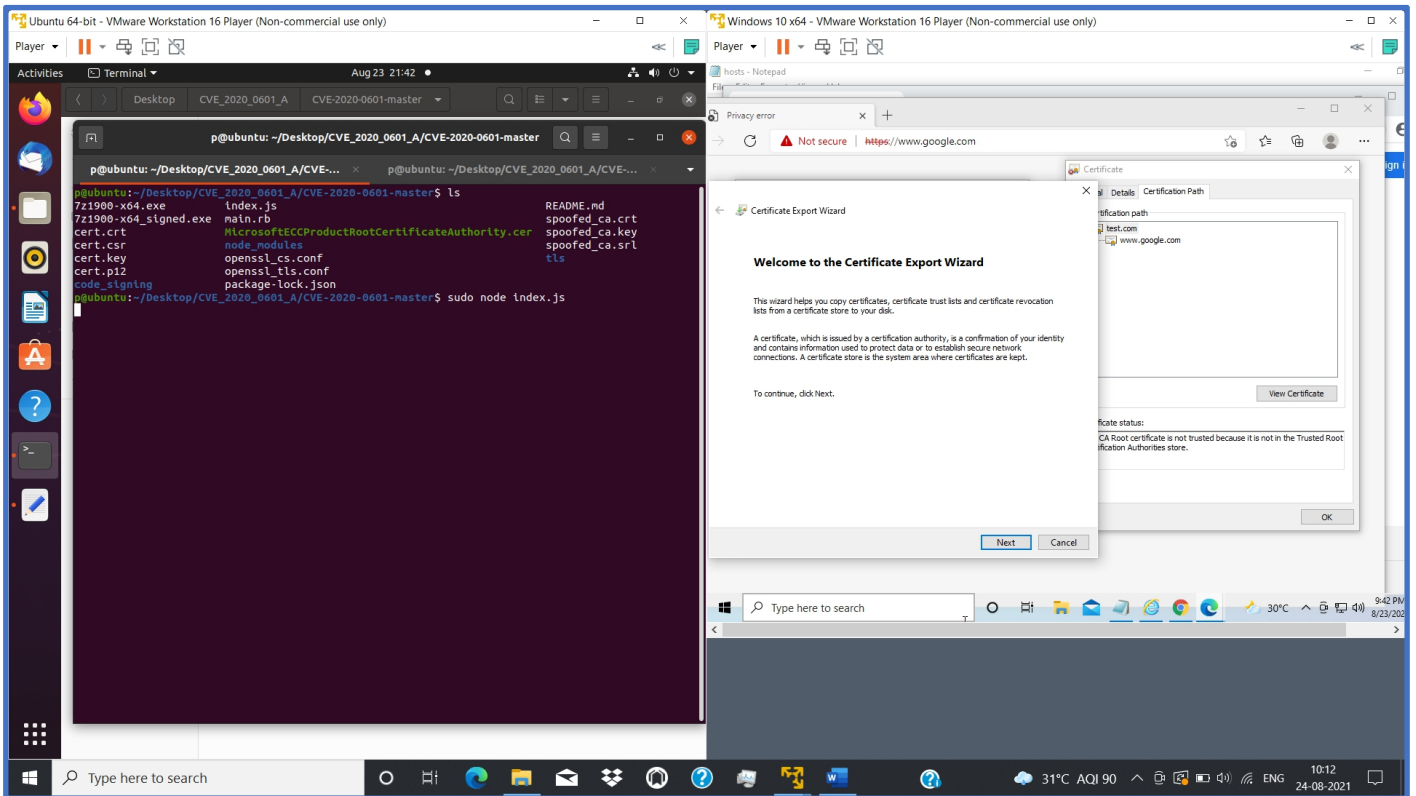 Ubuntu 64-bit - VMware Workstation 16 Player (Non-commercial use only)
Player
Activities
Terminal
Aug 23 21:42
Desktop
CVE_2020_0601_A
CVE-2020-0601-master
p@ubuntu: ~/Desktop/CVE_2020_0601_A/CVE-2020-0601-master
p@ubuntu: ~/Desktop/CVE_2020_0601_A/CVE-...
p@ubuntu: ~/Desktop/CVE_2020_0601_A/CVE-...
p@ubuntu:~/Desktop/CVE_2020_0601_A/CVE-2020-0601-master$ ls
7z1900-x64.exe index.js README.md
7z1900-x64_signed.exe main.rb spoofed_ca.crt
cert.crt MicrosoftECCProductRootCertificateAuthority.cer spoofed_ca.key
cert.csr node_modules spoofed_ca.srl
cert.key openssl_cs.conf tls
cert.p12 openssl_tls.conf
code_signing package-lock.json
p@ubuntu:~/Desktop/CVE_2020_0601_A/CVE-2020-0601-master$ sudo node index.js
Windows 10 x64 - VMware Workstation 16 Player (Non-commercial use only)
Player
hosts - Notepad
Privacy error
Not secure https://www.google.com
ign i
Certificate
al Details Certification Path
rtification path
test.com
www.google.com
View Certificate
ficate status:
CA Root certificate is not trusted because it is not in the Trusted Root
ification Authorities store.
OK
Certificate Export Wizard
Welcome to the Certificate Export Wizard
This wizard helps you copy certificates, certificate trust lists and certificate revocation
lists from a certificate store to your disk.
A certificate, which is issued by a certification authority, is a confirmation of your identity
and contains information used to protect data or to establish secure network
connections. A certificate store is the system area where certificates are kept.
To continue, click Next.
Next
Cancel
Type here to search
30°C
9:42 PM
8/23/202
Type here to search
31°C AQI 90
ENG
10:12
24-08-2021